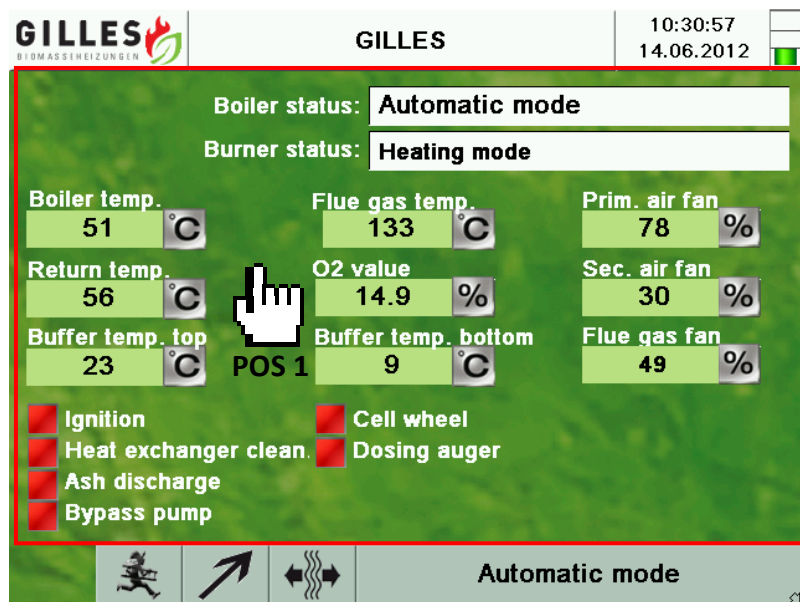 GILLES
BIOMASSEHEIZUNGEN
GILLES
10:30:57
14.06.2012
Boiler status: Automatic mode
Burner status: Heating mode
Boiler temp. Flue gas temp. Prim. air fan
51 °C 133 °C 78 %
Return temp. O2 value Sec. air fan
56 °C 14.9 % 30 %
Buffer temp. top Buffer temp. bottom Flue gas fan
23 °C 9 °C 49 %
POS 1
Ignition Cell wheel
Heat exchanger clean. Dosing auger
Ash discharge
Bypass pump
Automatic mode